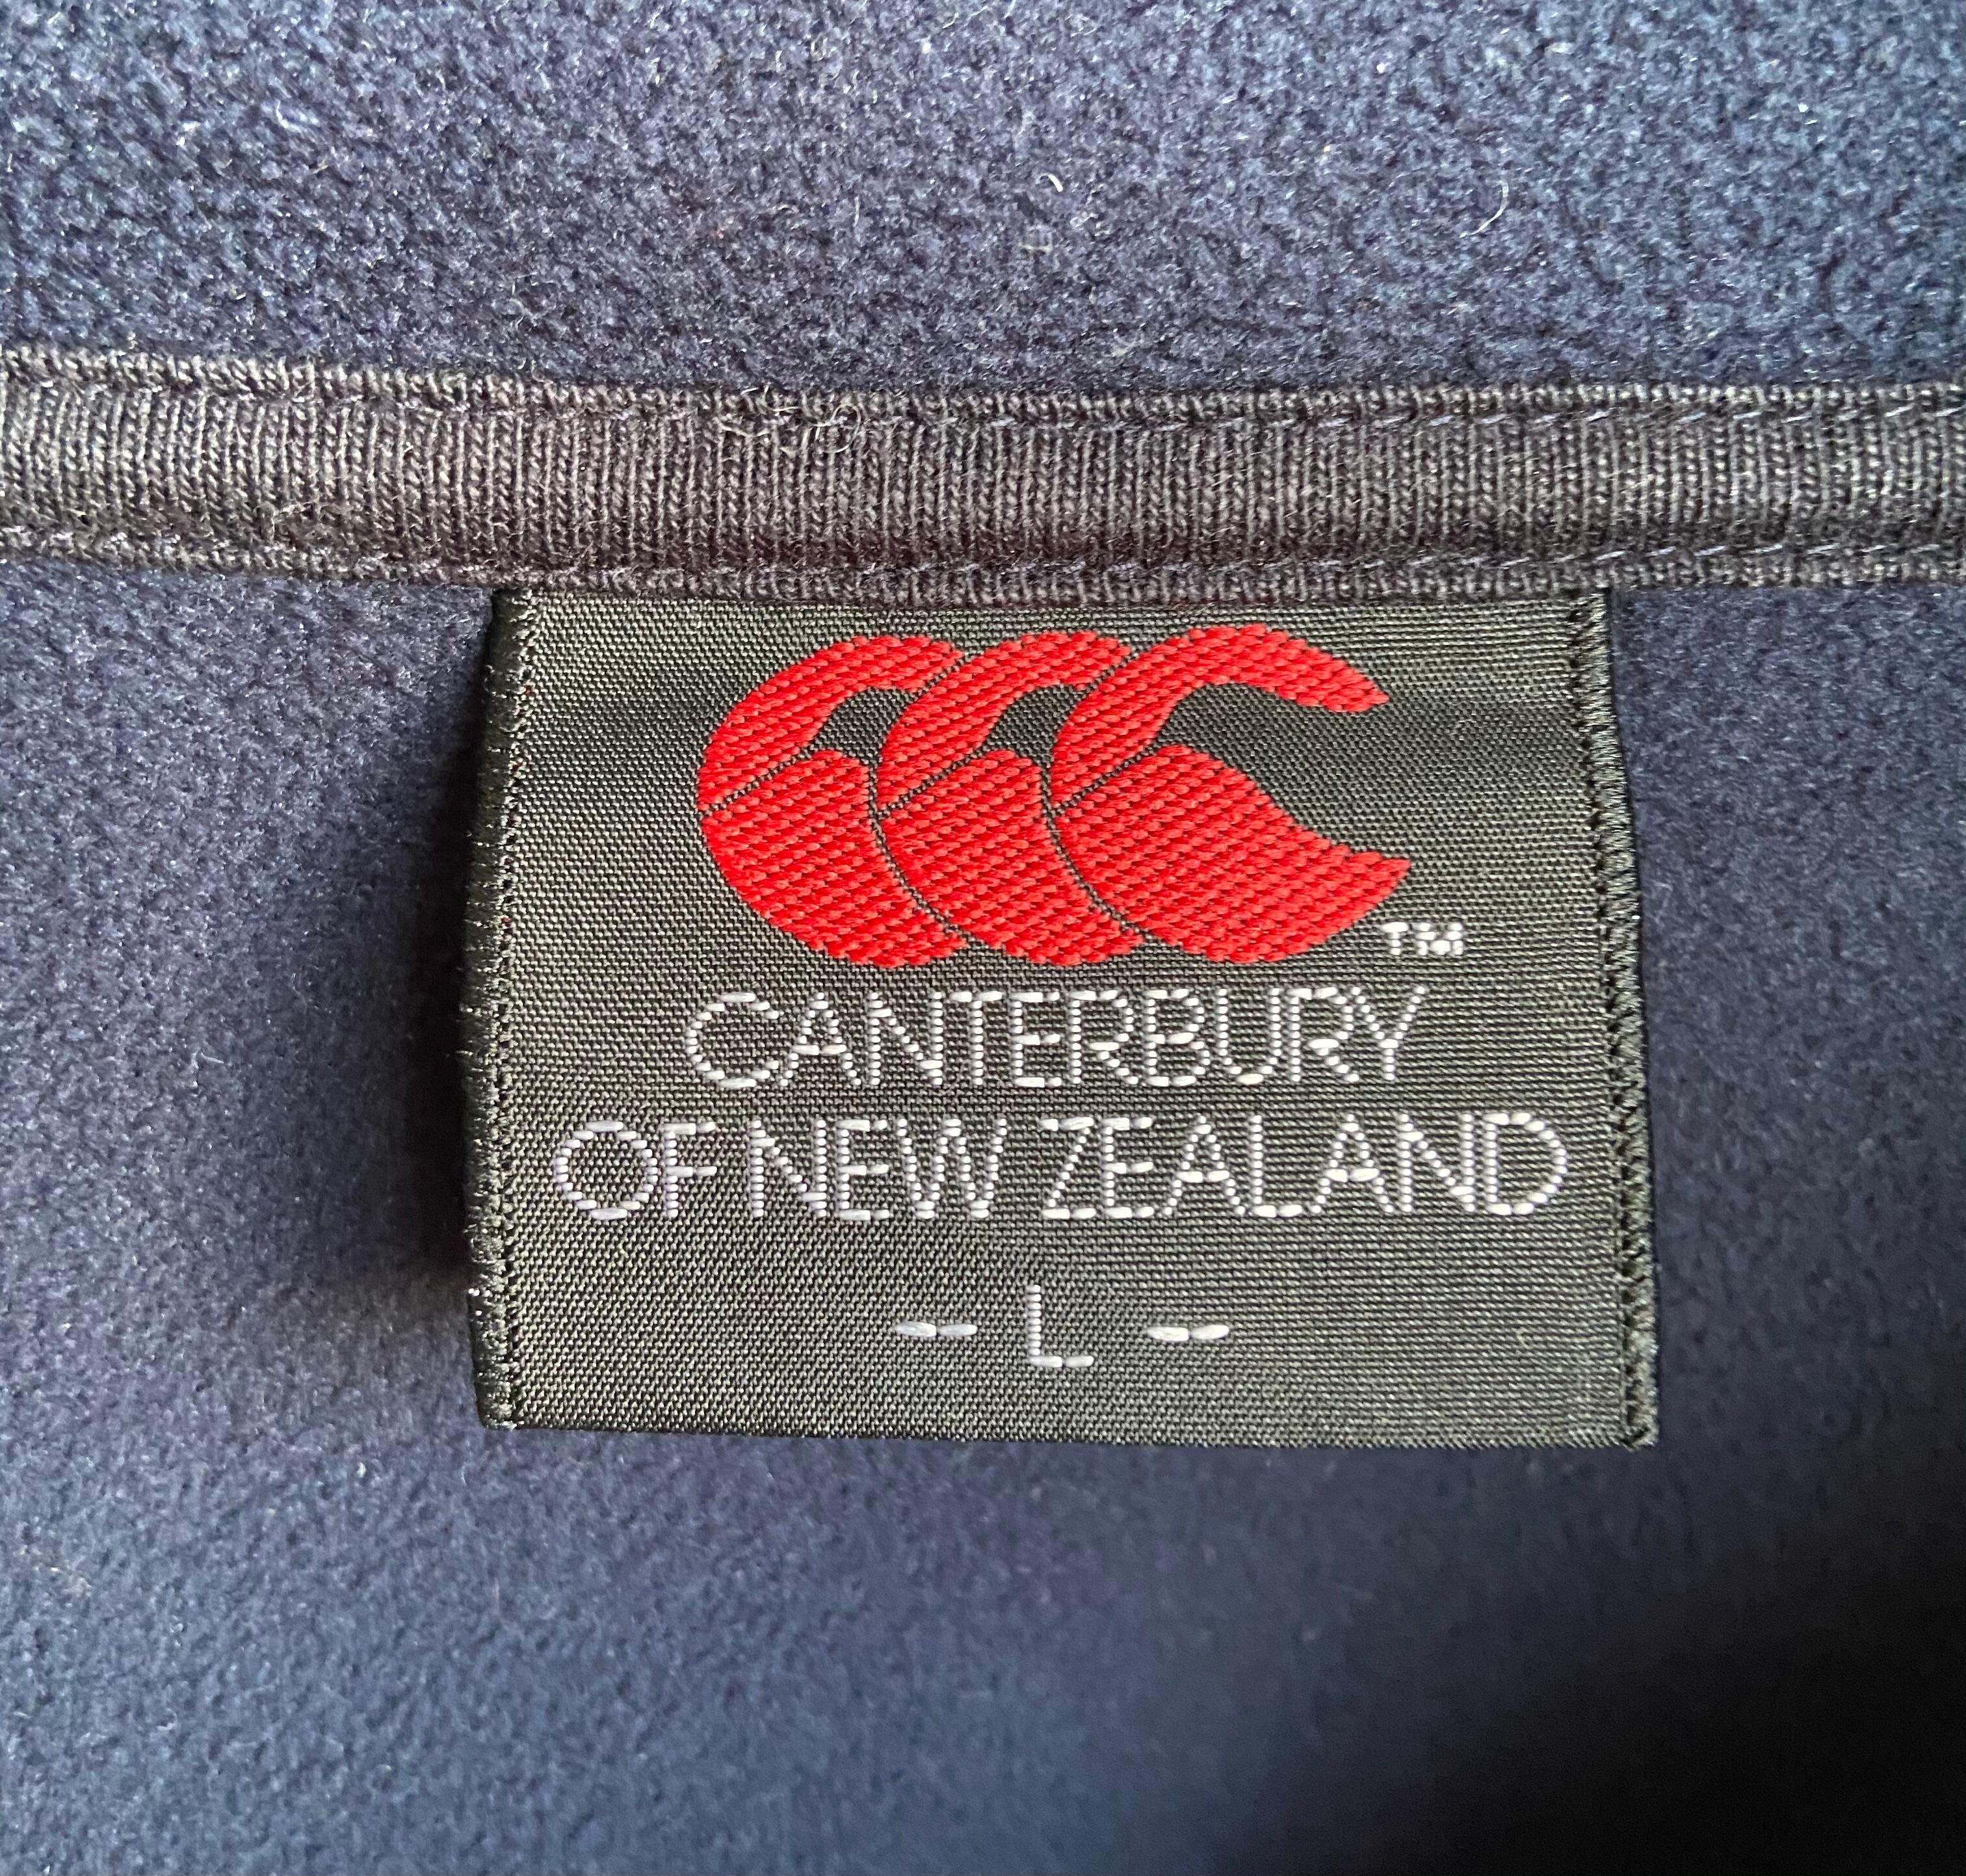 TM
CANTERBURY
OF NEW ZEALAND
- L -